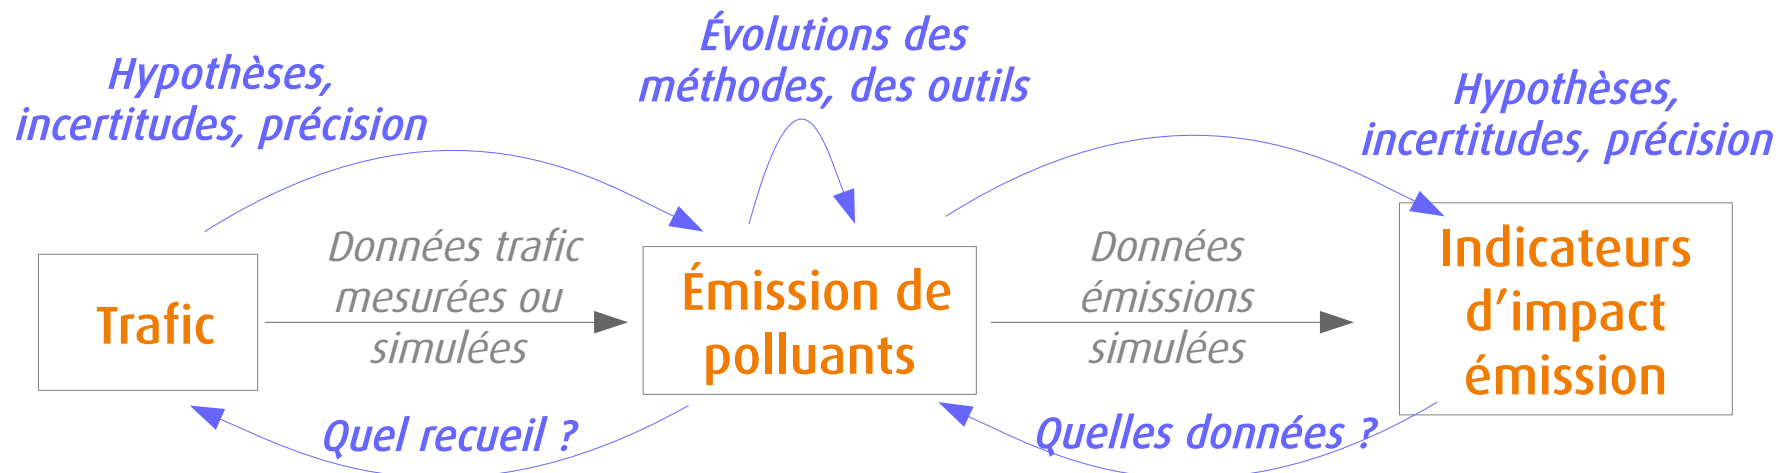 Évolutions des
méthodes, des outils
Hypothèses,
incertitudes, précision
Hypothèses,
incertitudes, précision
Trafic
Données trafic
mesurées ou
simulées
Émission de
polluants
Données
émissions
simulées
Indicateurs
d’impact
émission
Quel recueil ?
Quelles données ?